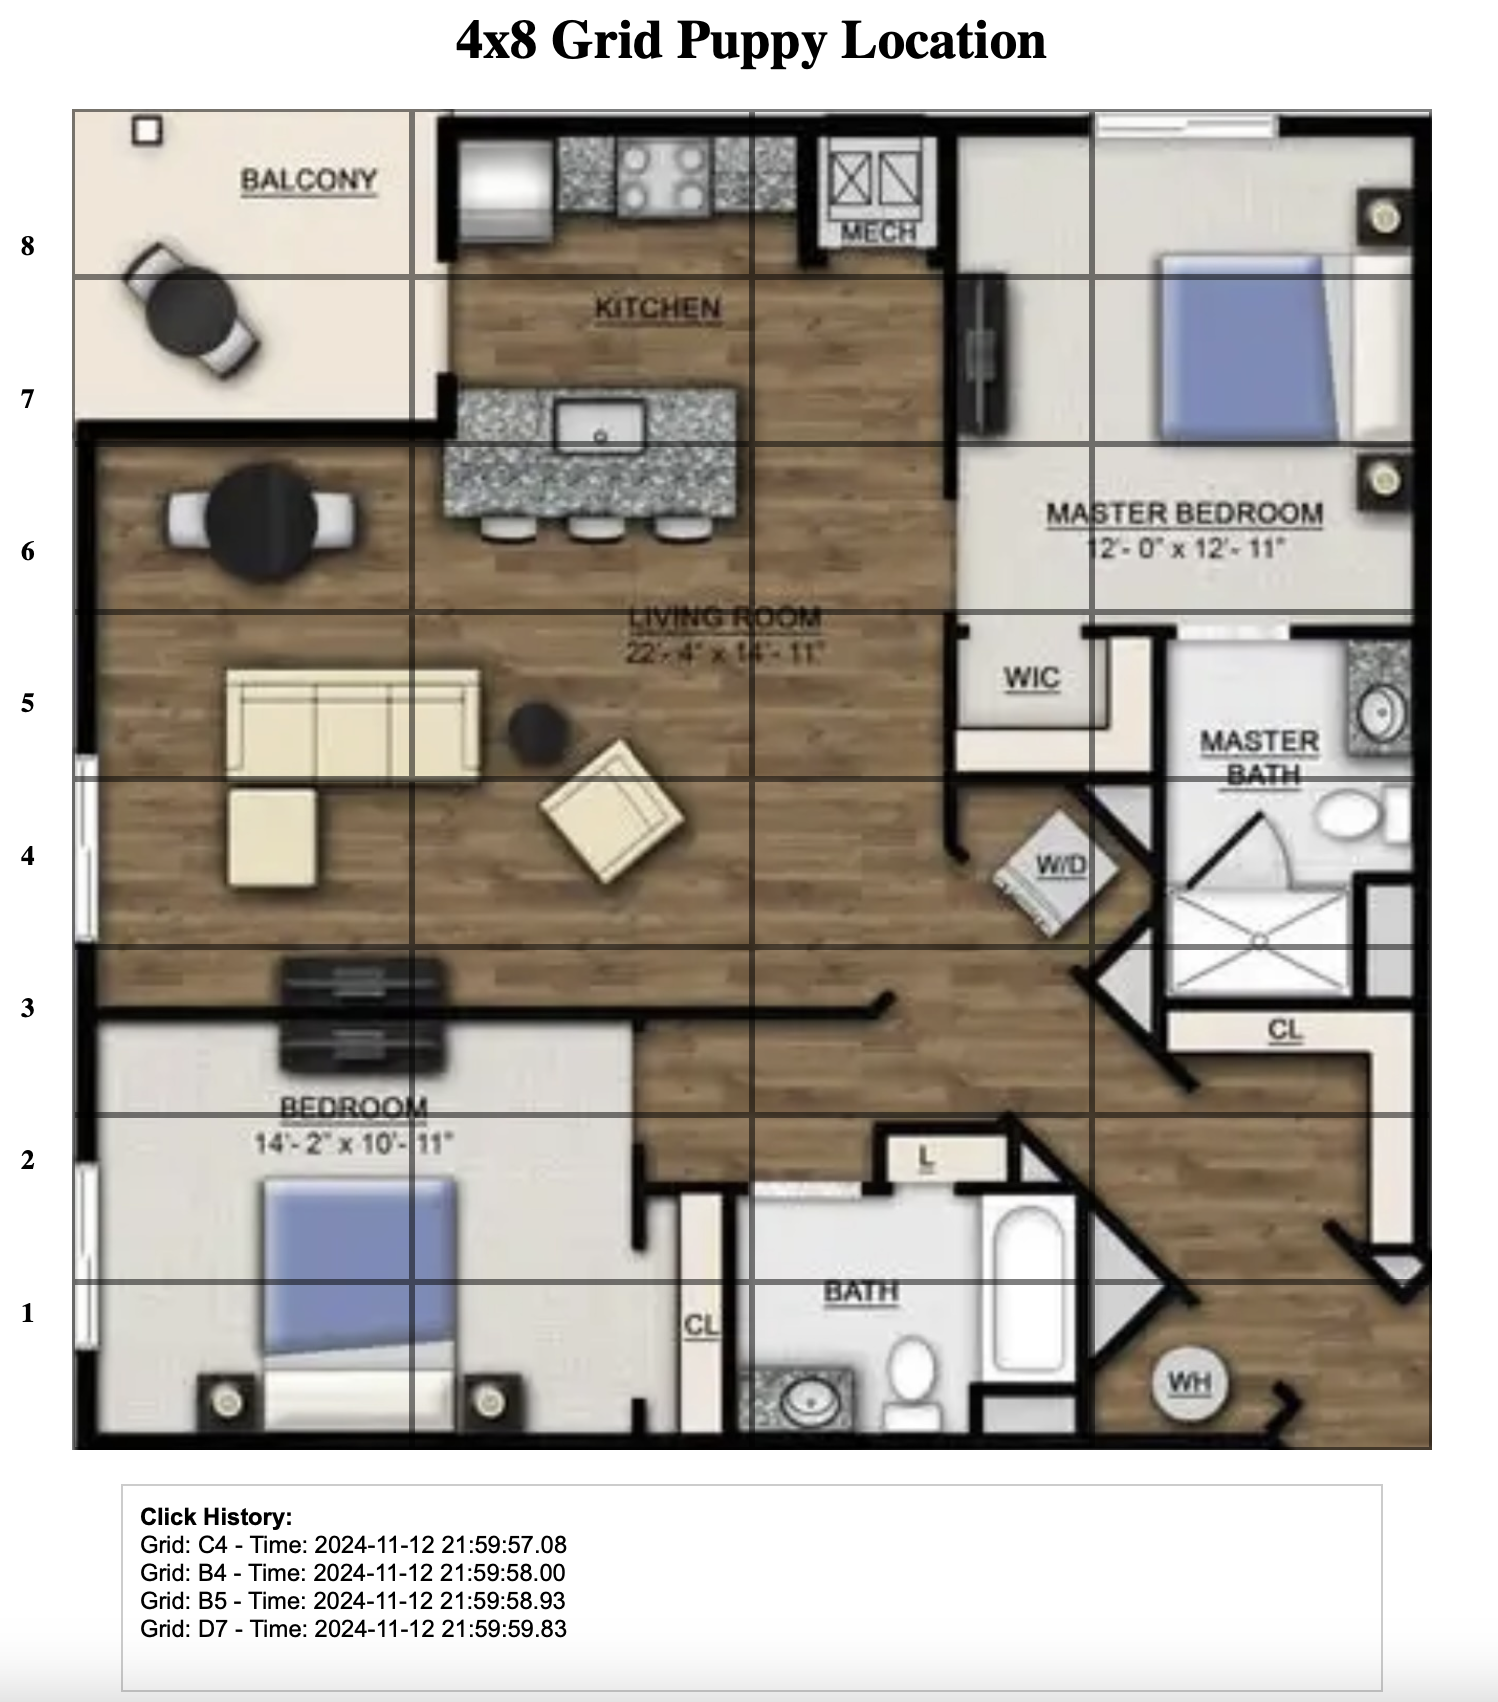 4x8 Grid Puppy Location
BALCONY
MECH
8
KITCHEN
7
MASTER BEDROOM
12'- 0" x 12'- 11"
6
LIVING ROOM
22'- 4" x 14'- 11"
WIC
5
MASTER
BATH
4
W/D
3
CL
BEDROOM
14'- 2" x 10'- 11"
2
L
BATH
1
CL
WH
Click History:
Grid: C4 - Time: 2024-11-12 21:59:57.08
Grid: B4 - Time: 2024-11-12 21:59:58.00
Grid: B5 - Time: 2024-11-12 21:59:58.93
Grid: D7 - Time: 2024-11-12 21:59:59.83